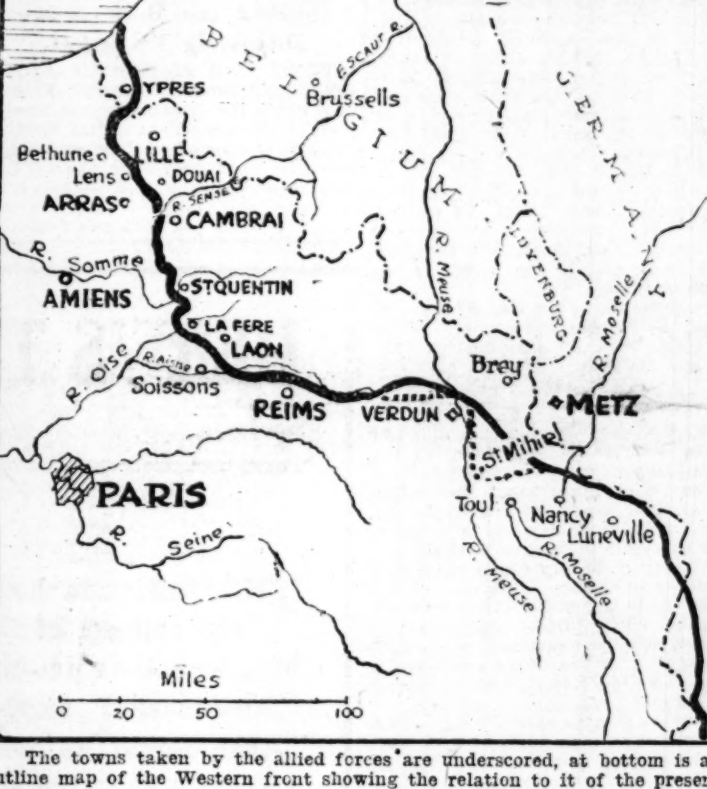 BELGIUM
GERMANY
ESCAUT R.
Brussells
YPRES
LILLE
Bethune
Lens
DOUAI
ARRAS
R. SENSE
CAMBRAI
R. Somme
AMIENS
ST QUENTIN
R. Meuse
LUXENBURG
R. Moselle
LA FERE
LAON
R. Oise
R. Aisne
Soissons
REIMS
VERDUN
Brey
METZ
St Mihiel
PARIS
Toul
Nancy
Luneville
R. Seine
R. Meuse
R. Moselle
Miles
0 20 50 100
The towns taken by the allied forces are underscored, at bottom is a
utline map of the Western front showing the relation to it of the presen